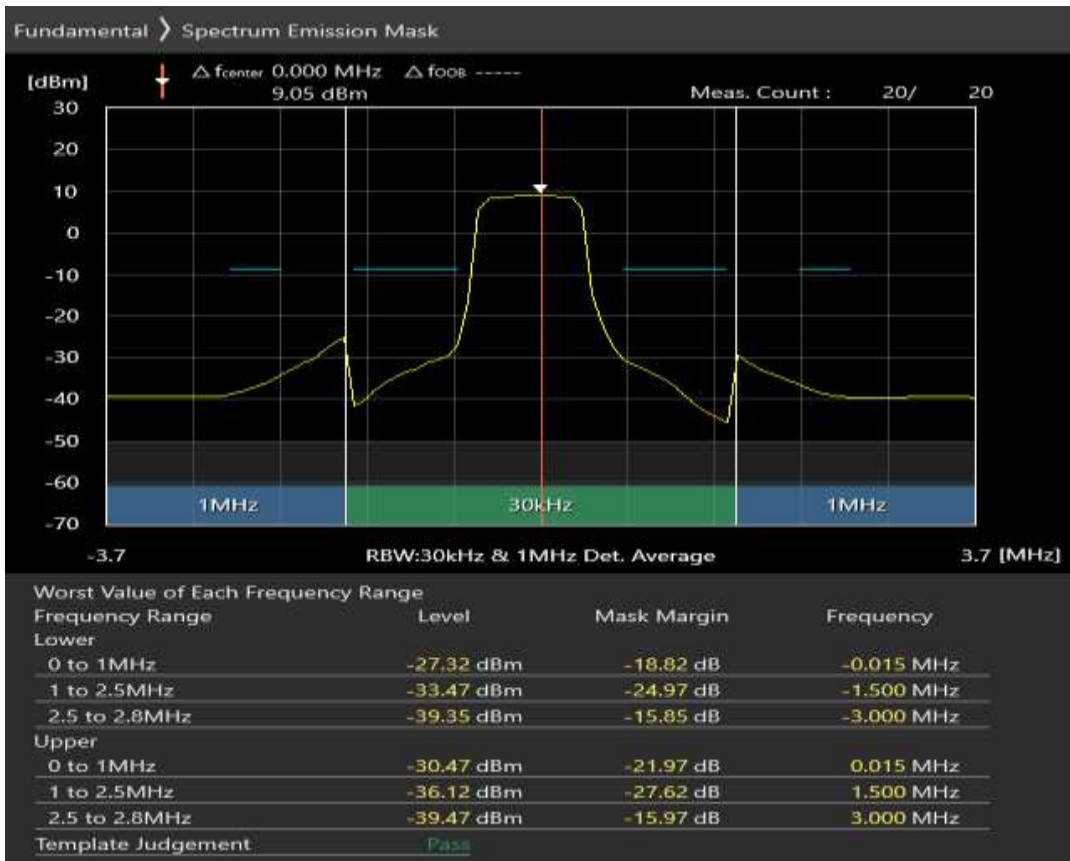 Fundamental 〉 Spectrum Emission Mask
[dBm] △ fcenter 0.000 MHz △ fOOB -----
9.05 dBm Meas. Count : 20/ 20
30
20
10
0
-10
-20
-30
-40
-50
-60
-70
1MHz 30kHz 1MHz
-3.7 RBW:30kHz & 1MHz Det. Average 3.7 [MHz]
Worst Value of Each Frequency Range
Frequency Range Level Mask Margin Frequency
Lower
0 to 1MHz -27.32 dBm -18.82 dB -0.015 MHz
1 to 2.5MHz -33.47 dBm -24.97 dB -1.500 MHz
2.5 to 2.8MHz -39.35 dBm -15.85 dB -3.000 MHz
Upper
0 to 1MHz -30.47 dBm -21.97 dB 0.015 MHz
1 to 2.5MHz -36.12 dBm -27.62 dB 1.500 MHz
2.5 to 2.8MHz -39.47 dBm -15.97 dB 3.000 MHz
Template Judgement Pass